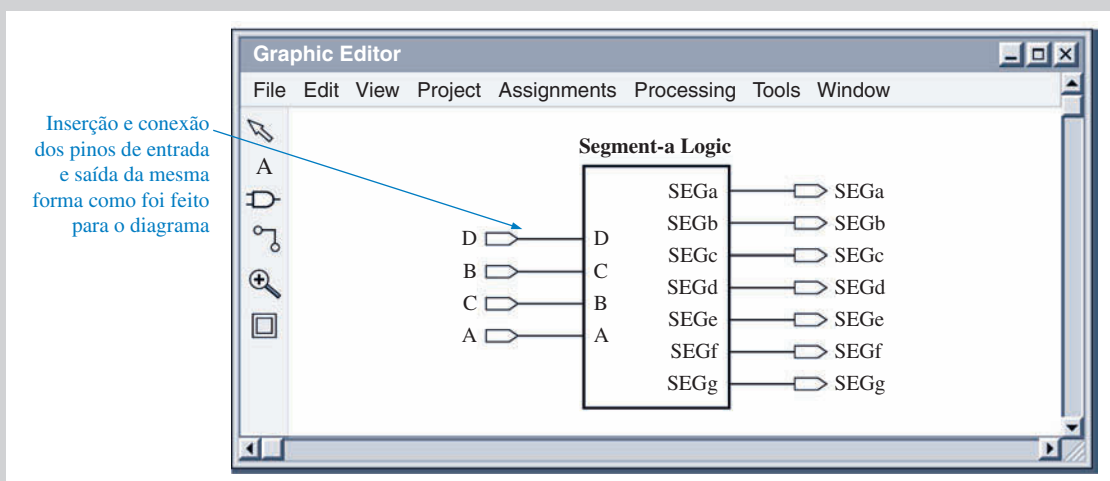 Graphic Editor
File Edit View Project Assignments Processing Tools Window
Inserção e conexão
dos pinos de entrada
e saída da mesma
forma como foi feito
para o diagrama
A
Segment-a Logic
D D
B C
C B
A A
SEGa SEGa
SEGb SEGb
SEGc SEGc
SEGd SEGd
SEGe SEGe
SEGf SEGf
SEGg SEGg